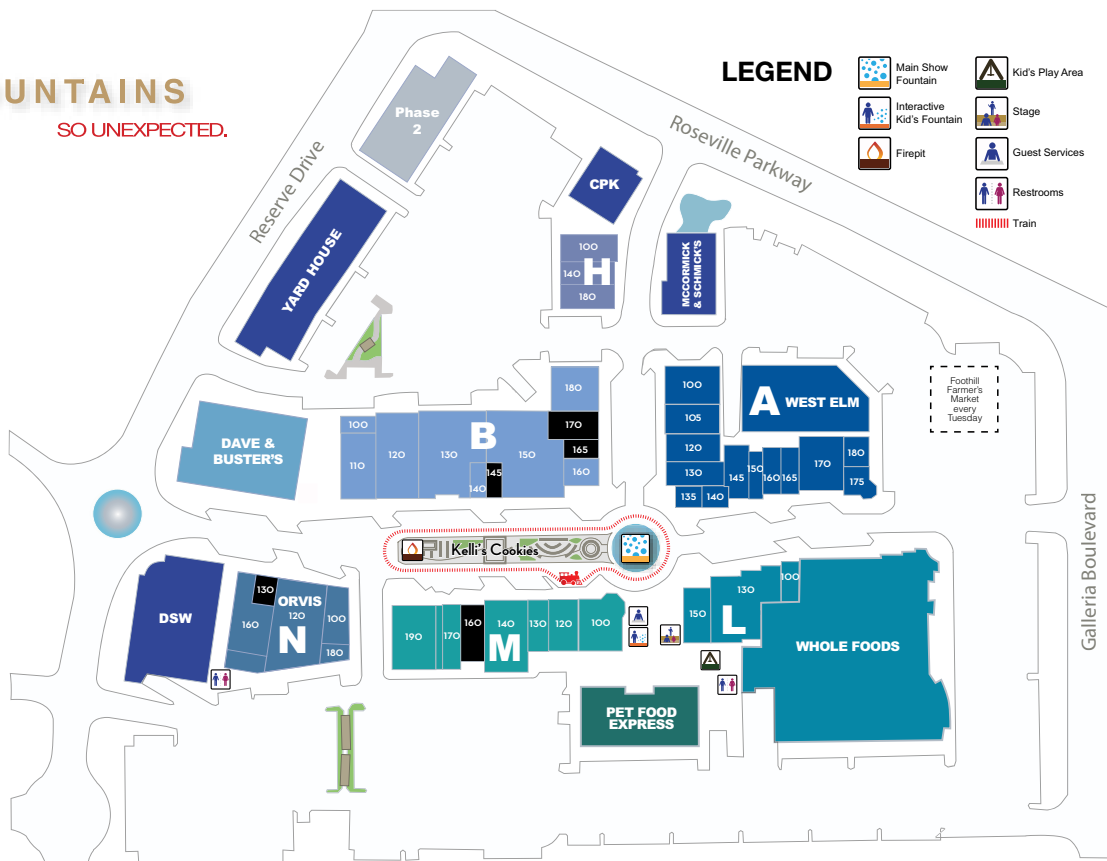 UNTAINS
SO UNEXPECTED.
LEGEND
Main Show
Fountain
Interactive
Kid's Fountain
Firepit
Kid's Play Area
Stage
Guest Services
Restrooms
Train
Reserve Drive
Roseville Parkway
Galleria Boulevard
Phase
2
YARD HOUSE
CPK
100
140
H
180
MCCORMICK
& SCHMICK'S
Foothill
Farmer's
Market
every
Tuesday
DAVE &
BUSTER'S
100
110
120
130
B
140
145
150
180
170
165
160
100
105
120
130
135
140
A WEST ELM
145
150
160
165
170
180
175
Kelli's Cookies
DSW
130
160
ORVIS
120
N
100
180
190
170
160
140
M
130
120
100
150
130
L
100
WHOLE FOODS
PET FOOD
EXPRESS